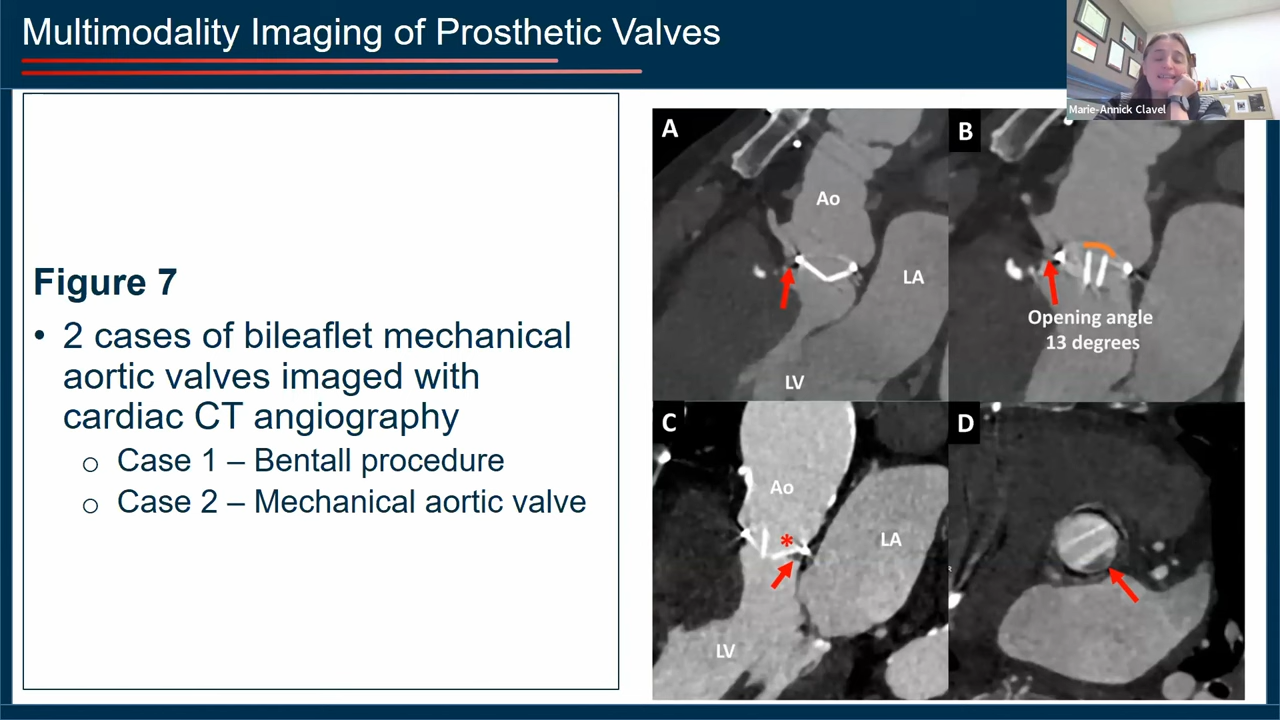 Multimodality Imaging of Prosthetic Valves
Marie-Annick Clavel
Figure 7
• 2 cases of bileaflet mechanical
aortic valves imaged with
cardiac CT angiography
o Case 1 – Bentall procedure
o Case 2 – Mechanical aortic valve
A
Ao
LA
LV
B
Opening angle
13 degrees
C
Ao
*
LA
LV
D